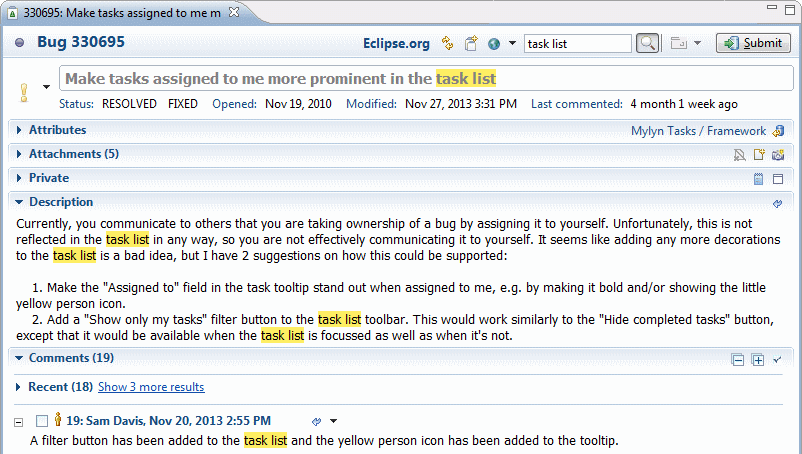 330695: Make tasks assigned to me m
Bug 330695
Eclipse.org
task list
Submit
Make tasks assigned to me more prominent in the task list
Status: RESOLVED FIXED Opened: Nov 19, 2010 Modified: Nov 27, 2013 3:31 PM Last commented: 4 month 1 week ago
Attributes
Mylyn Tasks / Framework
Attachments (5)
Private
Description
Currently, you communicate to others that you are taking ownership of a bug by assigning it to yourself. Unfortunately, this is not
reflected in the task list in any way, so you are not effectively communicating it to yourself. It seems like adding any more decorations
to the task list is a bad idea, but I have 2 suggestions on how this could be supported:
1. Make the "Assigned to" field in the task tooltip stand out when assigned to me, e.g. by making it bold and/or showing the little
yellow person icon.
2. Add a "Show only my tasks" filter button to the task list toolbar. This would work similarly to the "Hide completed tasks" button,
except that it would be available when the task list is focussed as well as when it's not.
Comments (19)
Recent (18) Show 3 more results
19: Sam Davis, Nov 20, 2013 2:55 PM
A filter button has been added to the task list and the yellow person icon has been added to the tooltip.